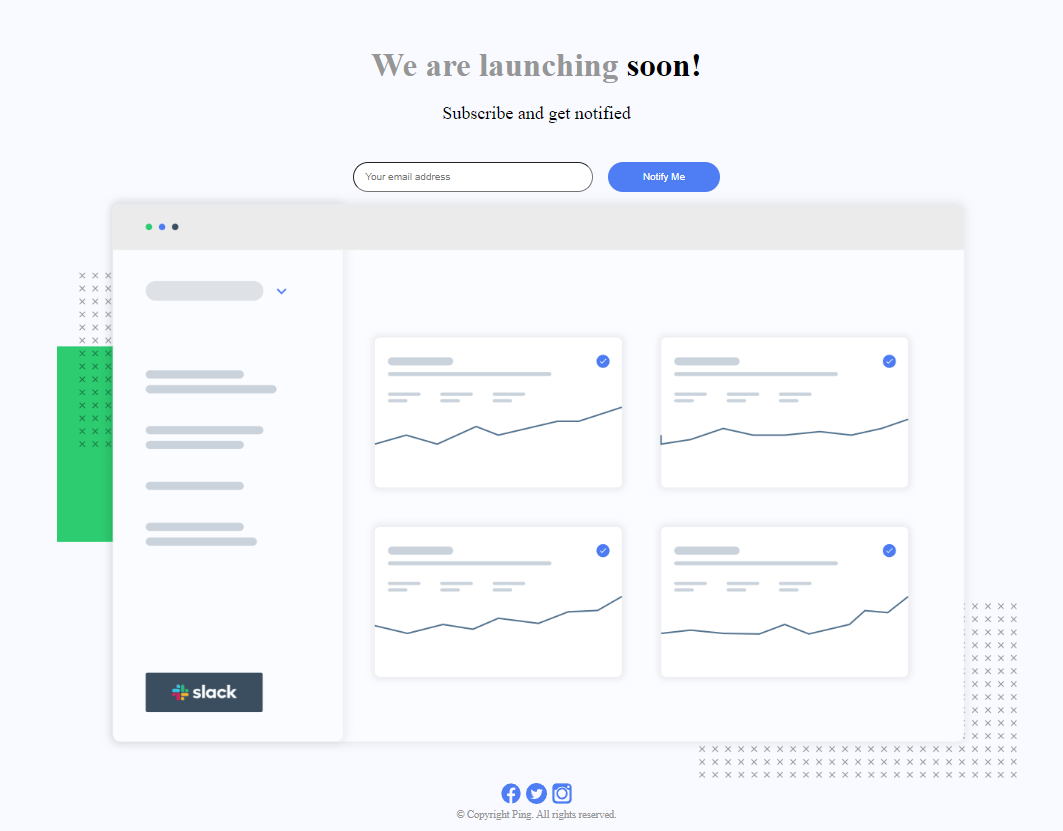 We are launching soon!
Subscribe and get notified
Your email address
Notify Me
slack
© Copyright Ping. All rights reserved.